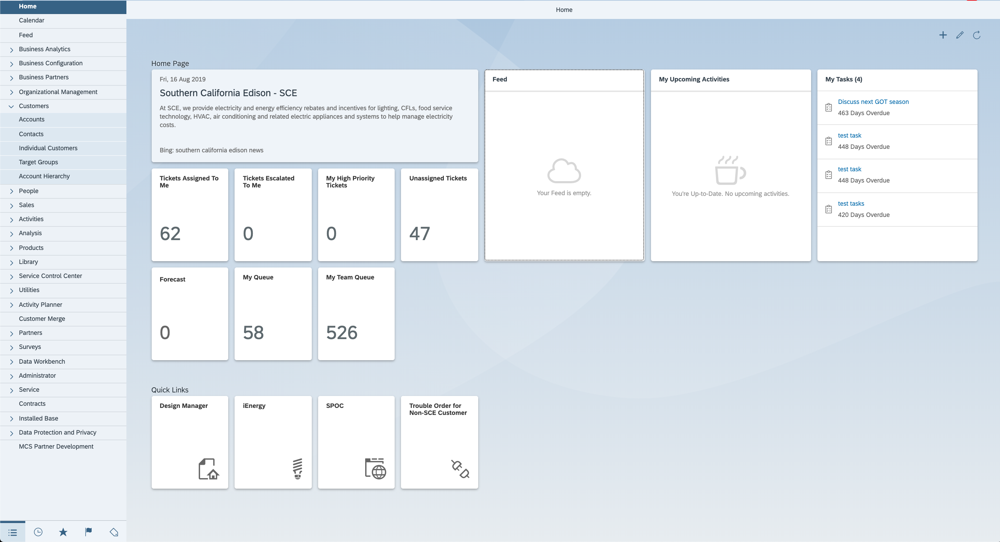 Home
Calendar
Feed
Business Analytics
Business Configuration
Business Partners
Organizational Management
Customers
Accounts
Contacts
Individual Customers
Target Groups
Account Hierarchy
People
Sales
Activities
Analysis
Products
Library
Service Control Center
Utilities
Activity Planner
Customer Merge
Partners
Surveys
Data Workbench
Administrator
Service
Contracts
Installed Base
Data Protection and Privacy
MCS Partner Development
Home
Home Page
Fri, 16 Aug 2019
Southern California Edison - SCE
At SCE, we provide electricity and energy efficiency rebates and incentives for lighting, CFLs, food service
technology, HVAC, air conditioning and related electric appliances and systems to help manage electricity
costs.
Bing: southern california edison news
Feed
Your Feed is empty.
My Upcoming Activities
You're Up-to-Date. No upcoming activities.
My Tasks (4)
Discuss next GOT season
463 Days Overdue
test task
448 Days Overdue
test task
448 Days Overdue
test tasks
420 Days Overdue
Tickets Assigned To
Me
62
Tickets Escalated
To Me
0
My High Priority
Tickets
0
Unassigned Tickets
47
Forecast
0
My Queue
58
My Team Queue
526
Quick Links
Design Manager
iEnergy
SPOC
Trouble Order for
Non-SCE Customer